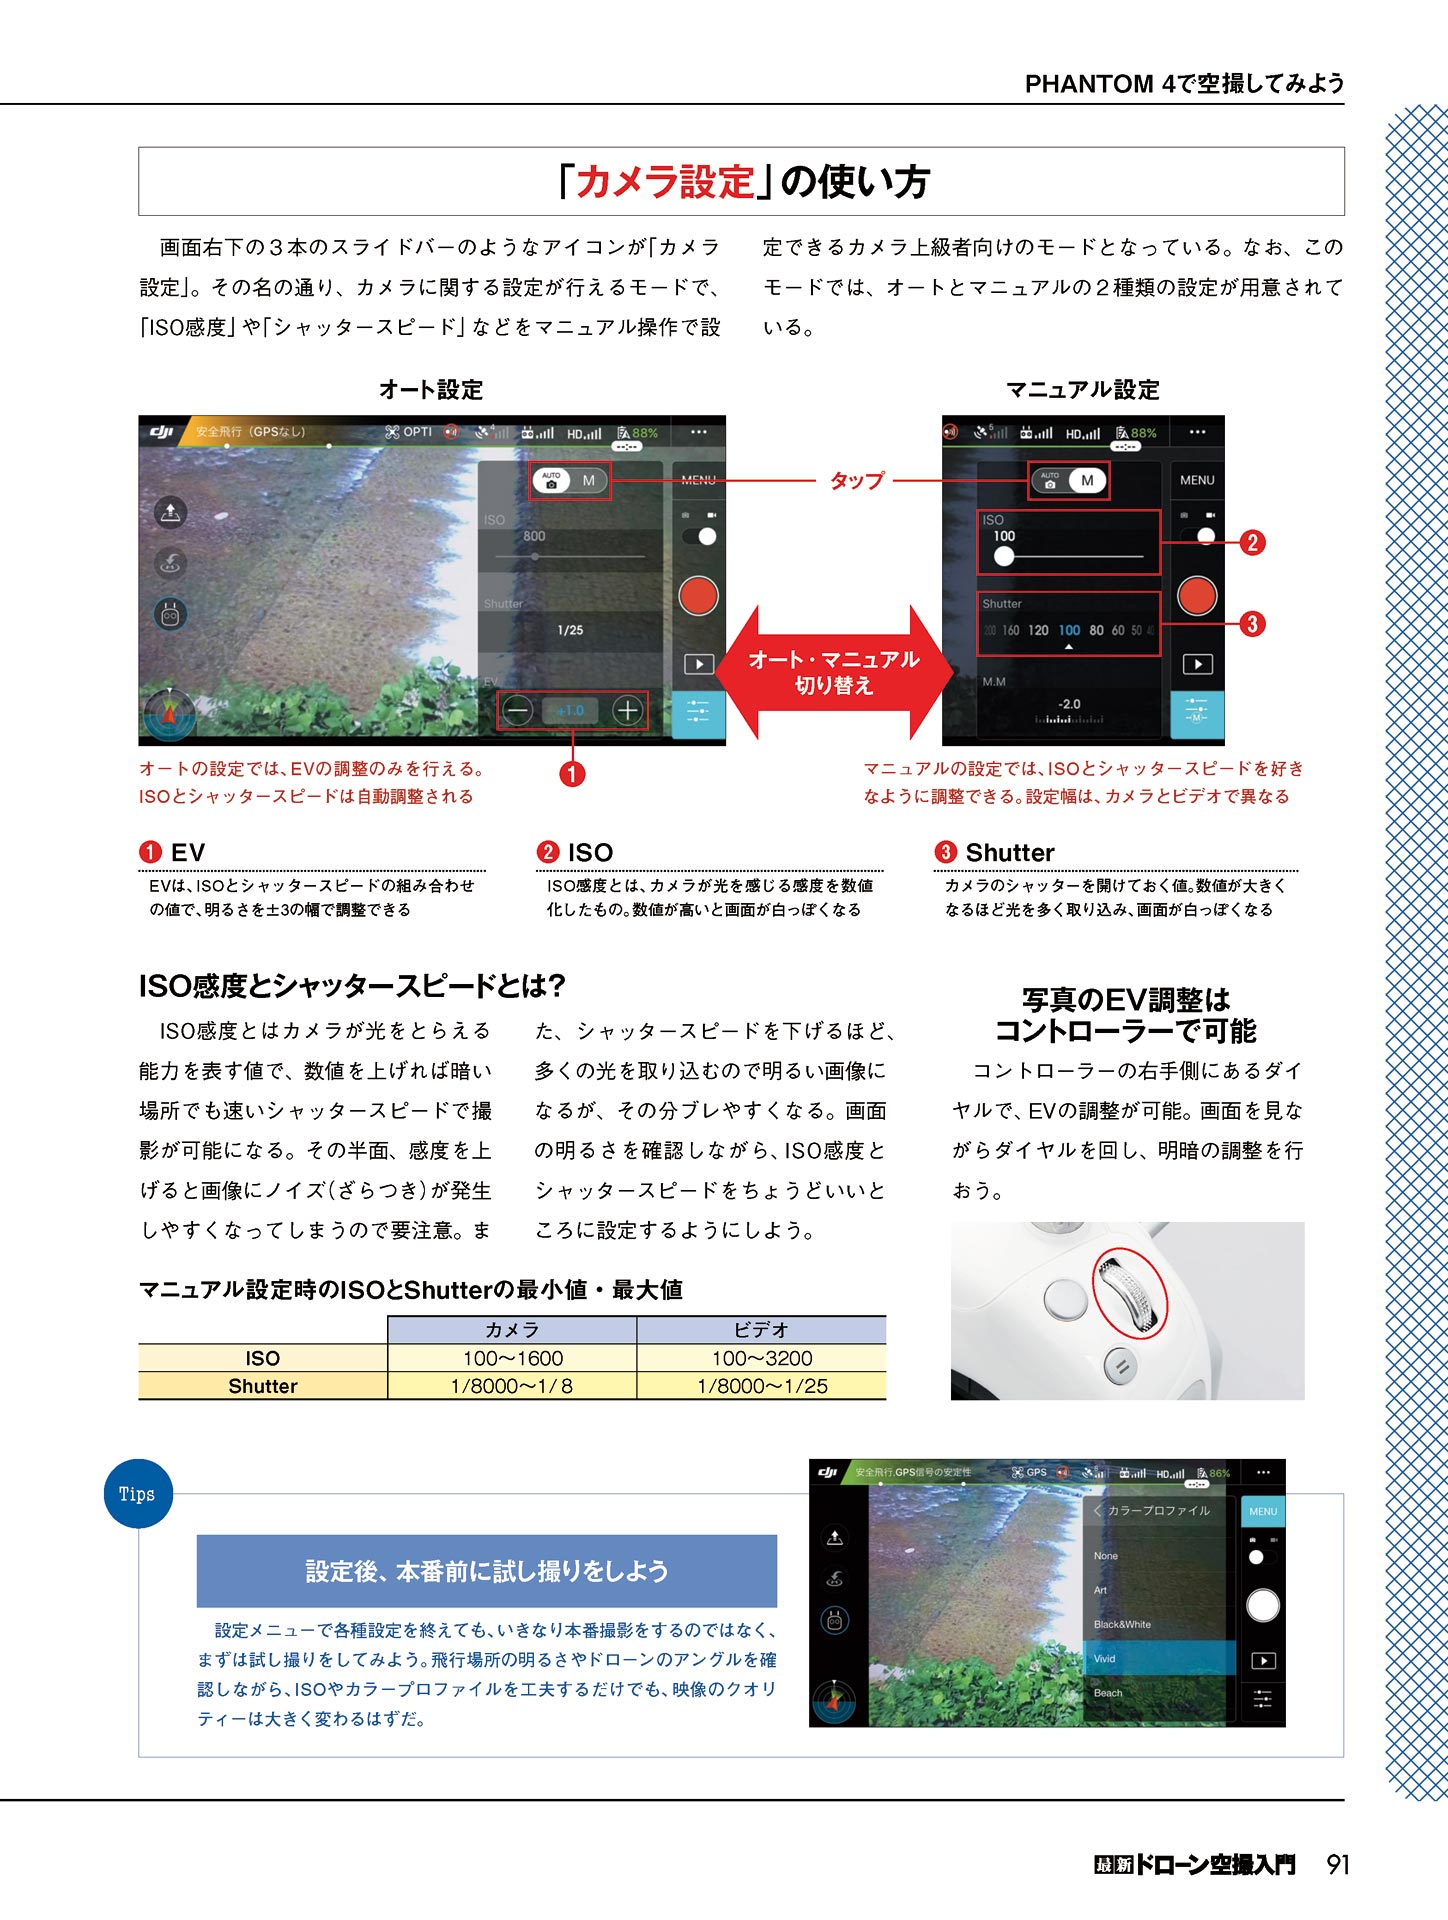 PHANTOM 4で空撮してみよう
「カメラ設定」の使い方
画面右下の３本のスライドバーのようなアイコンが「カメラ
設定」。その名の通り、カメラに関する設定が行えるモードで、
「ISO感度」や「シャッタースピード」などをマニュアル操作で設
定できるカメラ上級者向けのモードとなっている。なお、この
モードでは、オートとマニュアルの２種類の設定が用意されて
いる。
オート設定
dji 安全飛行（GPSなし） OPTI 4 HD 88%
AUTO M
MENU
ISO
800
Shutter
1/25
EV
+1.0
1
タップ
オート・マニュアル
切り替え
マニュアル設定
6 HD 88%
AUTO M
MENU
ISO
100
2
Shutter
200 160 120 100 80 60 50 40
3
M.M
-2.0
M
オートの設定では、EVの調整のみを行える。
ISOとシャッタースピードは自動調整される
マニュアルの設定では、ISOとシャッタースピードを好き
なように調整できる。設定幅は、カメラとビデオで異なる
1 EV
EVは、ISOとシャッタースピードの組み合わせ
の値で、明るさを±3の幅で調整できる
2 ISO
ISO感度とは、カメラが光を感じる感度を数値
化したもの。数値が高いと画面が白っぽくなる
3 Shutter
カメラのシャッターを開けておく値。数値が大きく
なるほど光を多く取り込み、画面が白っぽくなる
ISO感度とシャッタースピードとは？
ISO感度とはカメラが光をとらえる
能力を表す値で、数値を上げれば暗い
場所でも速いシャッタースピードで撮
影が可能になる。その半面、感度を上
げると画像にノイズ（ざらつき）が発生
しやすくなってしまうので要注意。ま
た、シャッタースピードを下げるほど、
多くの光を取り込むので明るい画像に
なるが、その分ブレやすくなる。画面
の明るさを確認しながら、ISO感度と
シャッタースピードをちょうどいいと
ころに設定するようにしよう。
写真のEV調整は
コントローラーで可能
コントローラーの右手側にあるダイ
ヤルで、EVの調整が可能。画面を見な
がらダイヤルを回し、明暗の調整を行
おう。
マニュアル設定時のISOとShutterの最小値・最大値
カメラ ビデオ
ISO 100〜1600 100〜3200
Shutter 1/8000〜1/8 1/8000〜1/25
Tips
設定後、本番前に試し撮りをしよう
設定メニューで各種設定を終えても、いきなり本番撮影をするのではなく、
まずは試し撮りをしてみよう。飛行場所の明るさやドローンのアングルを確
認しながら、ISOやカラープロファイルを工夫するだけでも、映像のクオリ
ティーは大きく変わるはずだ。
dji 安全飛行.GPS信号の安定性 GPS HD 86%
カラープロファイル
MENU
None
Art
Black&White
Vivid
Beach
最新ドローン空撮入門 91